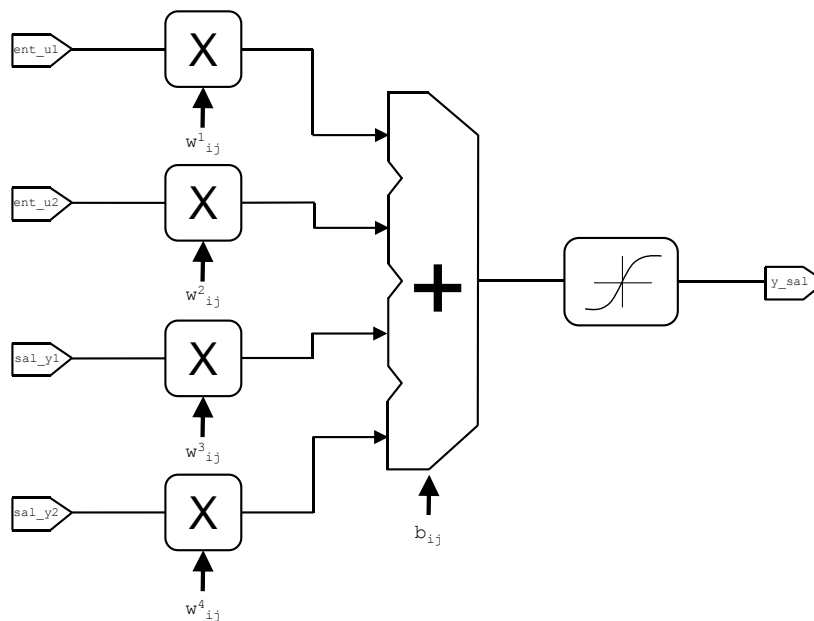 ent_u1
X
w¹ᵢⱼ
ent_u2
X
w²ᵢⱼ
+
y_sal
sal_y1
X
w³ᵢⱼ
sal_y2
X
bᵢⱼ
w⁴ᵢⱼ